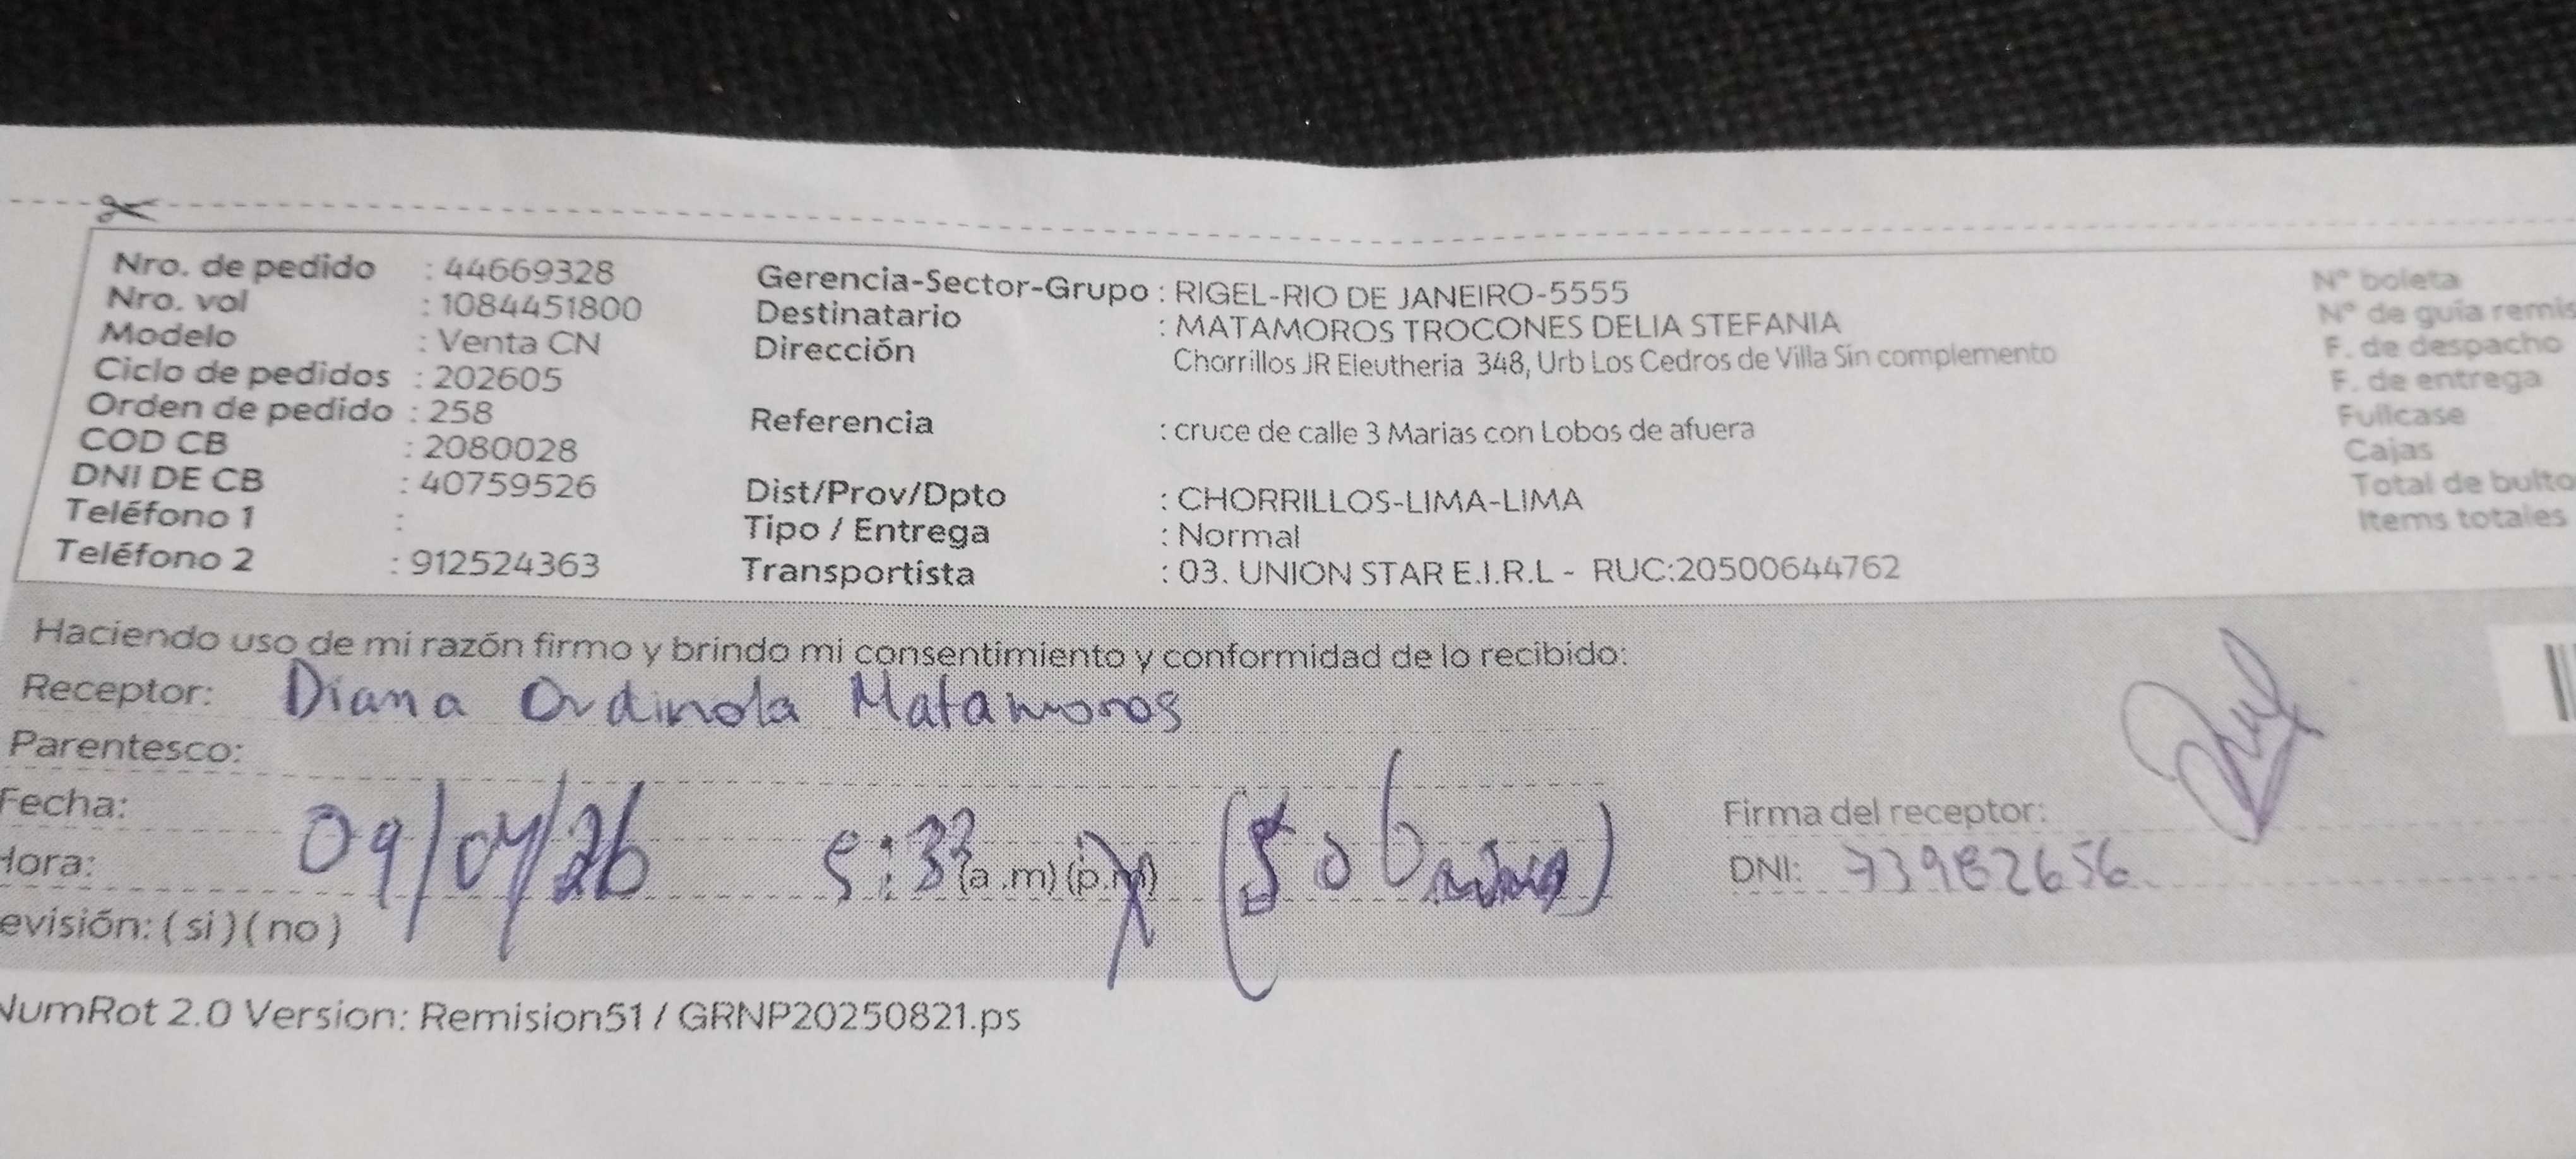 Nro. de pedido : 44669328
Nro. vol : 1084451800
Modelo : Venta CN
Ciclo de pedidos : 202605
Orden de pedido : 258
COD CB : 2080028
DNI DE CB : 40759526
Teléfono 1 :
Teléfono 2 : 912524363
Gerencia-Sector-Grupo : RIGEL-RIO DE JANEIRO-5555
Destinatario : MATAMOROS TROCONES DELIA STEFANIA
Dirección Chorrillos JR Eleutheria 348, Urb Los Cedros de Villa Sin complemento
Referencia : cruce de calle 3 Marias con Lobos de afuera
Dist/Prov/Dpto : CHORRILLOS-LIMA-LIMA
Tipo / Entrega : Normal
Transportista : 03. UNION STAR E.I.R.L - RUC:20500644762
N° boleta
N° de guia remis
F. de despacho
F. de entrega
Fullcase
Cajas
Total de bulto
Items totales
Haciendo uso de mi razón firmo y brindo mi consentimiento y conformidad de lo recibido:
Receptor: Diana Ordinola Matamoros
Parentesco:
Fecha: 09/04/26
Hora: 5:33 (a.m) (p.m)
evisión: ( si ) ( no )
Firma del receptor:
DNI: 73982656
NumRot 2.0 Version: Remision51 / GRNP20250821.ps